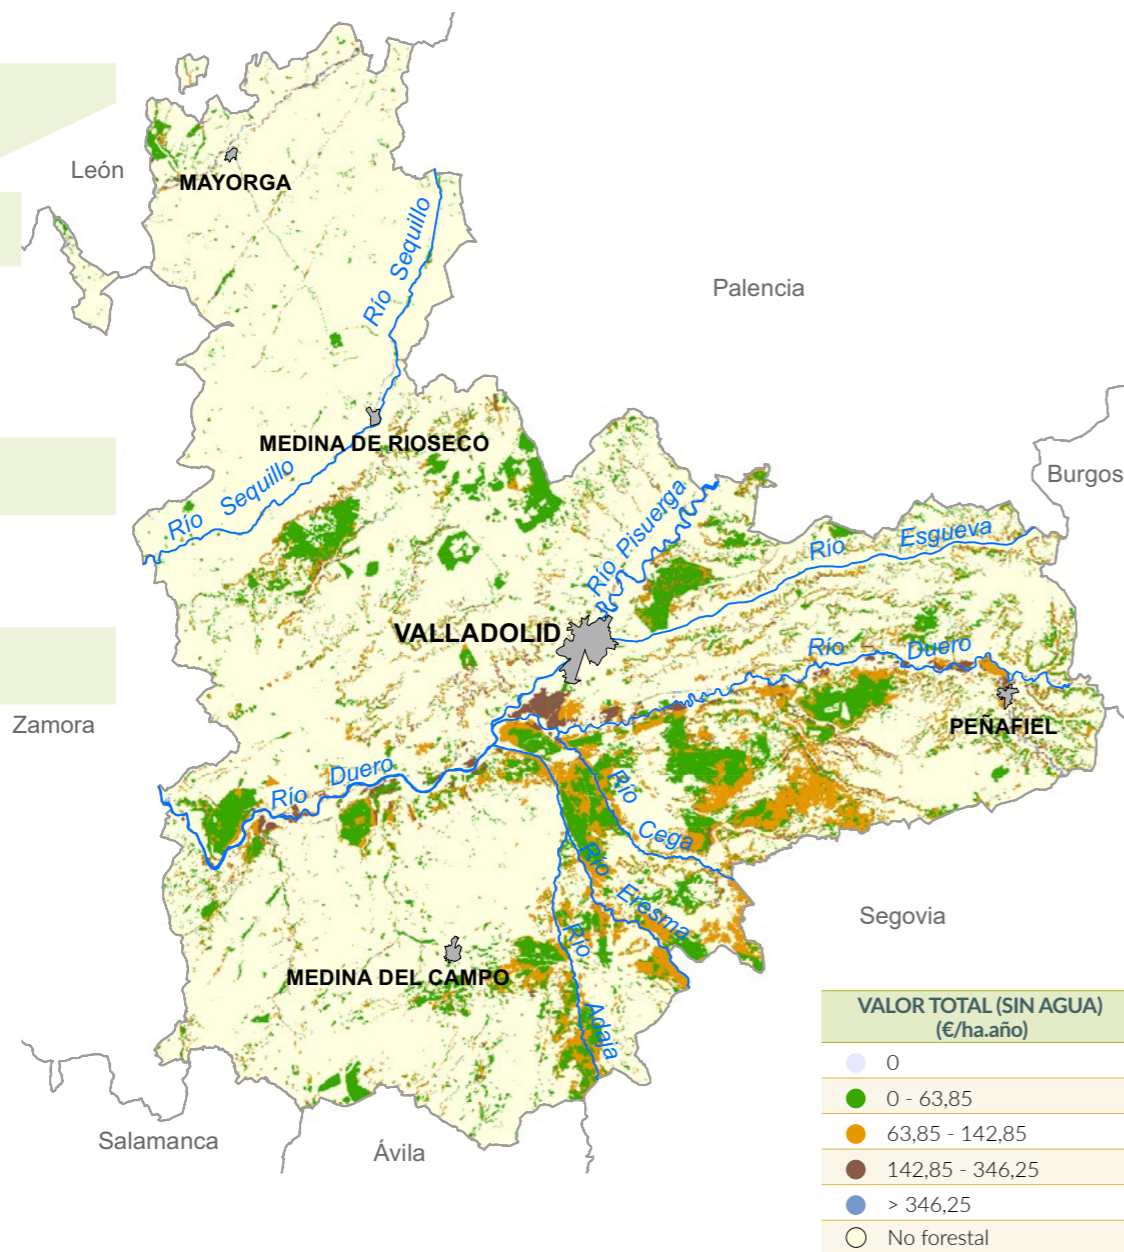 León
MAYORGA
Río Sequillo
Palencia
MEDINA DE RIOSECO
Río Sequillo
Burgos
Río Pisuerga
Río Esgueva
VALLADOLID
Río Duero
Zamora
PEÑAFIEL
Río Duero
Río Cega
Río Eresma
Segovia
Río Adaja
MEDINA DEL CAMPO
Salamanca
Ávila
VALOR TOTAL (SIN AGUA)
(€/ha.año)
0
0 - 63,85
63,85 - 142,85
142,85 - 346,25
> 346,25
No forestal